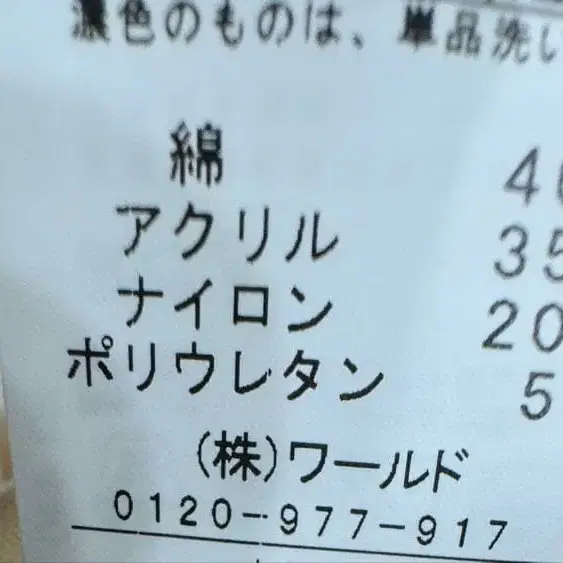 濃色のものは、単品洗い
綿 40
アクリル 35
ナイロン 20
ポリウレタン 5
(株)ワールド
0120-977-917